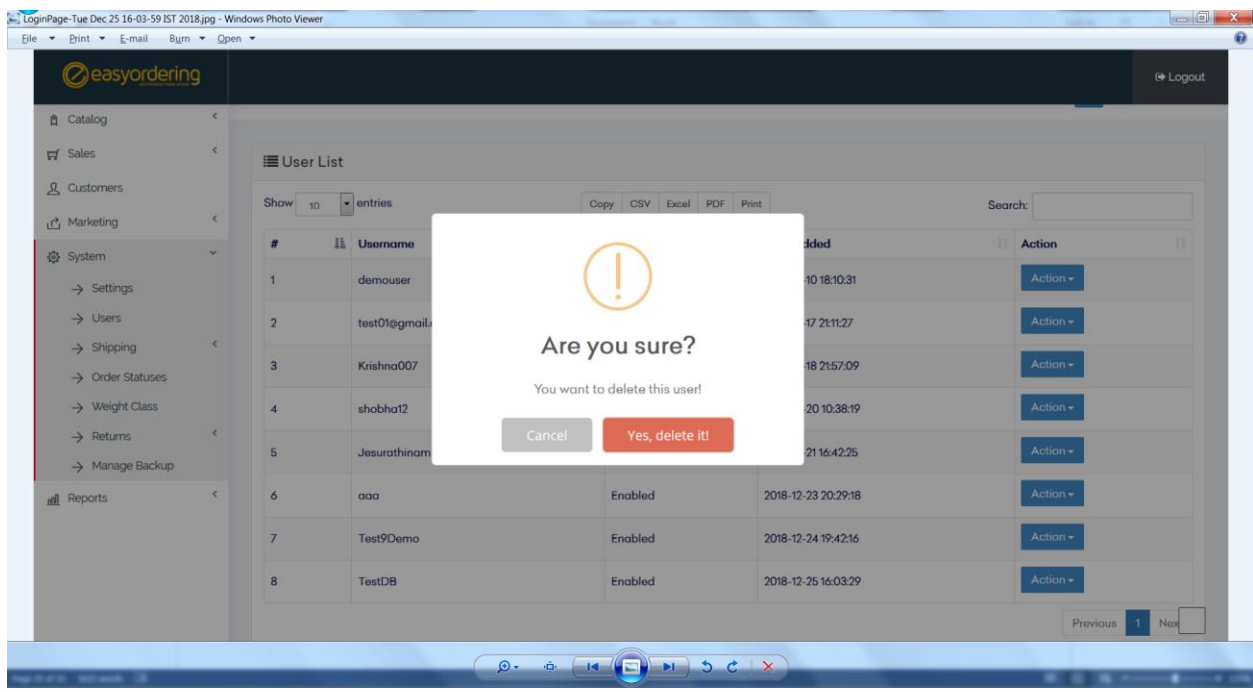 LoginPage-Tue Dec 25 16-03-59 IST 2018.jpg - Windows Photo Viewer
File Print E-mail Burn Open
easyordering
Logout
Catalog
Sales
Customers
Marketing
System
Settings
Users
Shipping
Order Statuses
Weight Class
Returns
Manage Backup
Reports
User List
Show 10 entries
Copy CSV Excel PDF Print
Search:
# Username dded Action
1 demouser -10 18:10:31 Action
2 test01@gmail. -17 21:11:27 Action
3 Krishna007 -18 21:57:09 Action
4 shobha12 -20 10:38:19 Action
5 Jesurathinam -21 16:42:25 Action
6 aaa Enabled 2018-12-23 20:29:18 Action
7 Test9Demo Enabled 2018-12-24 19:42:16 Action
8 TestDB Enabled 2018-12-25 16:03:29 Action
Previous 1 Nex
!
Are you sure?
You want to delete this user!
Cancel Yes, delete it!